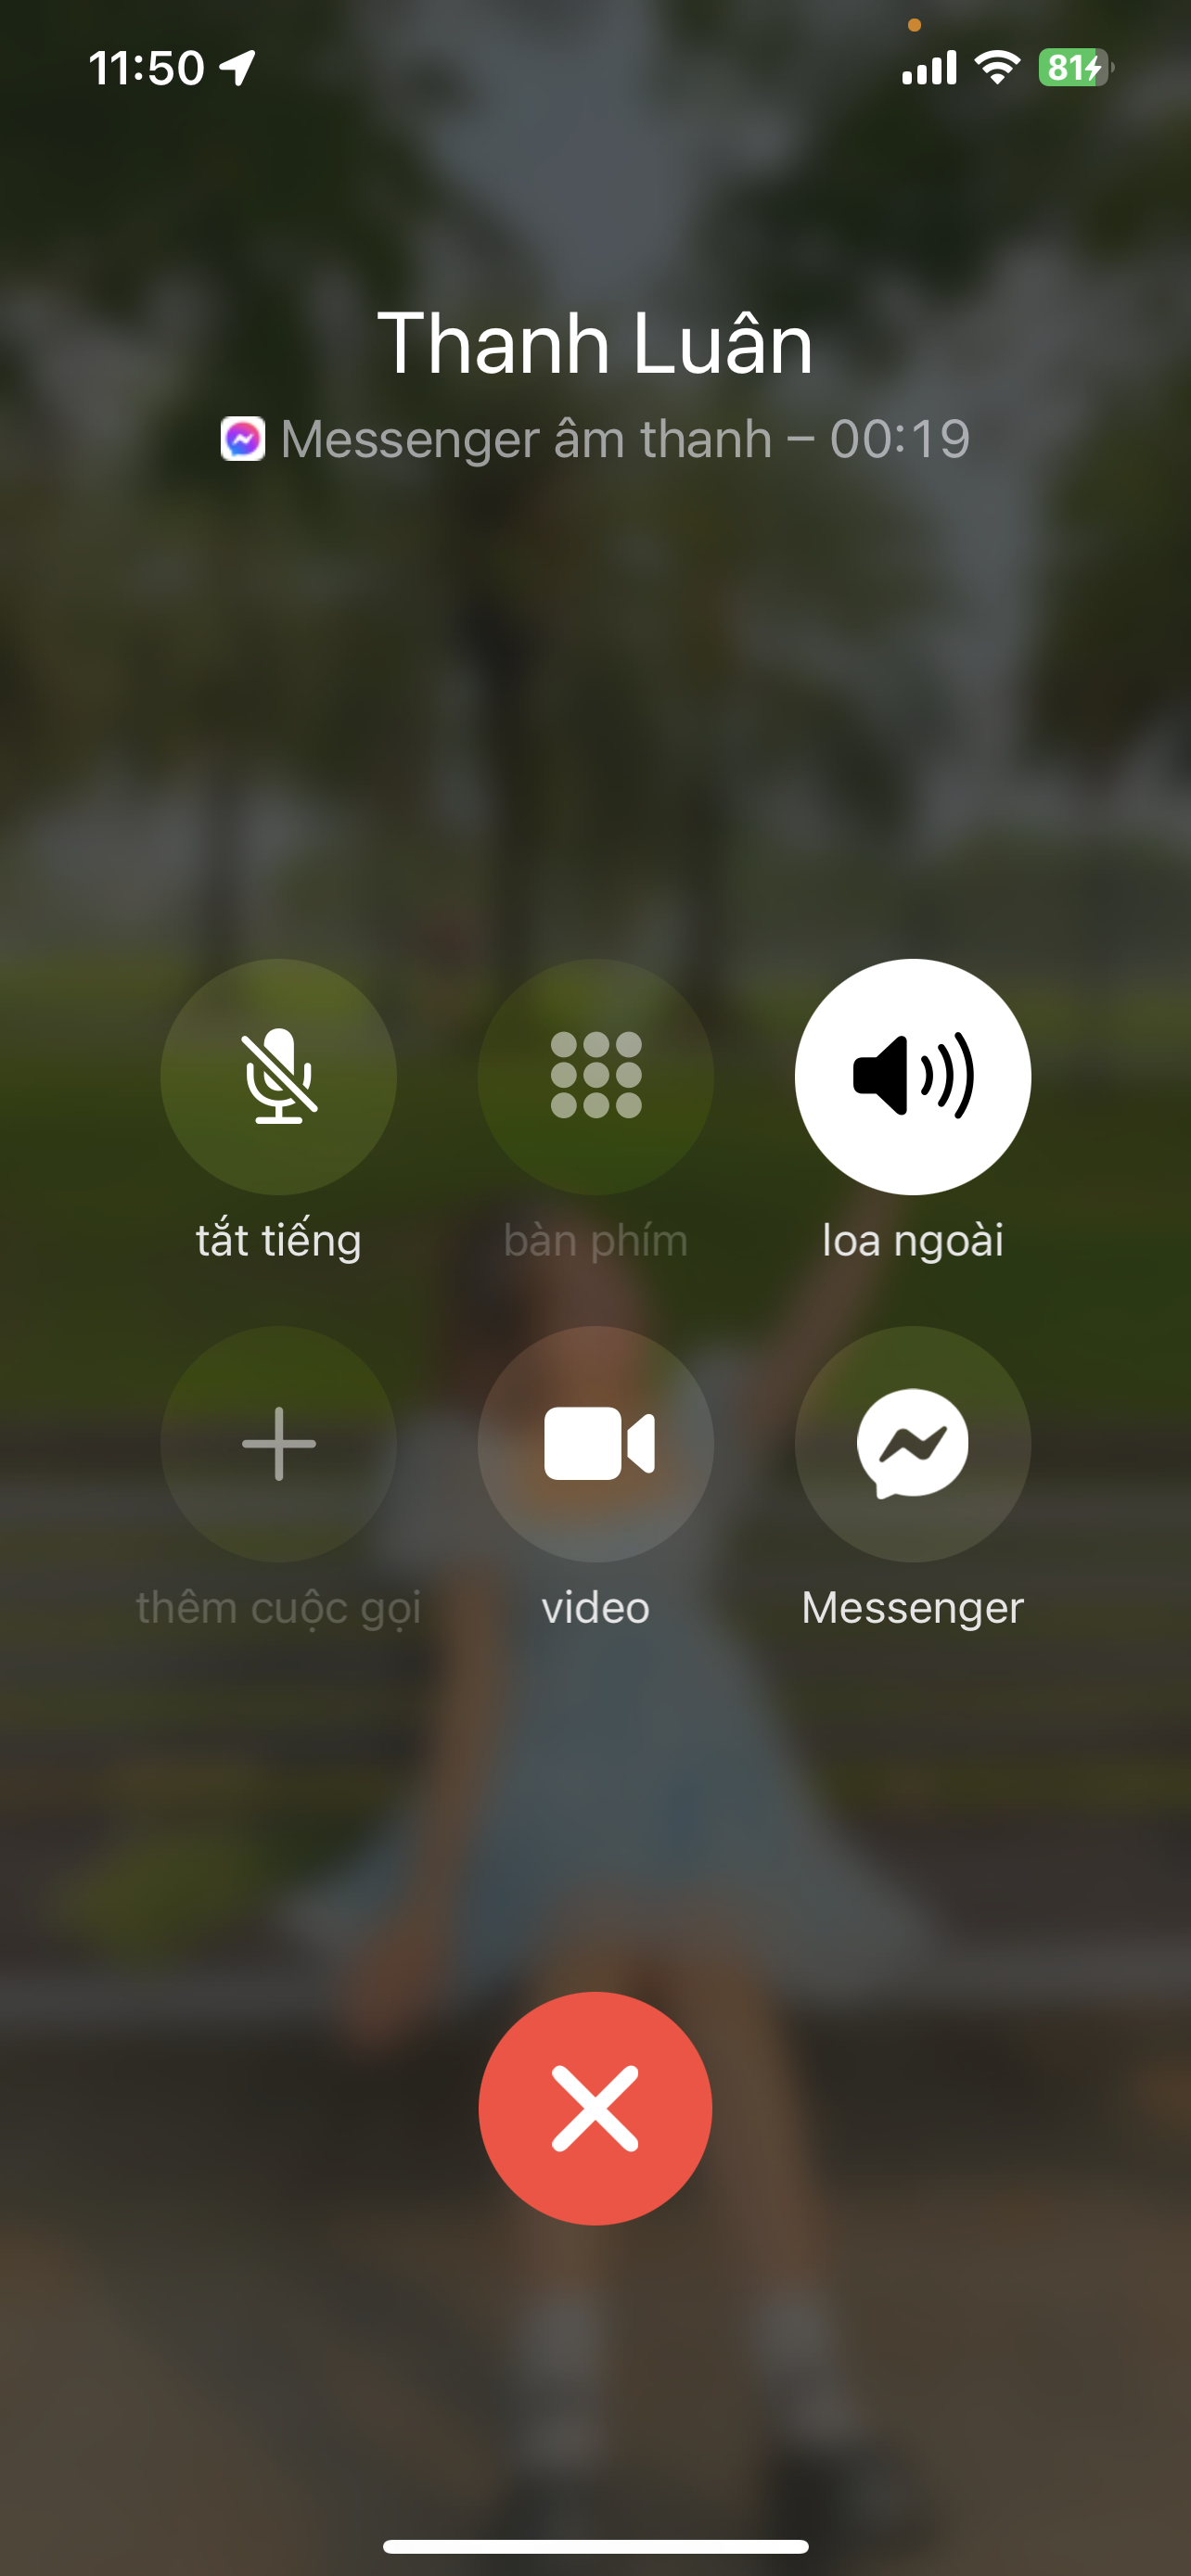 11:50
81
Thanh Luân
Messenger âm thanh – 00:19
tắt tiếng
bàn phím
loa ngoài
thêm cuộc gọi
video
Messenger